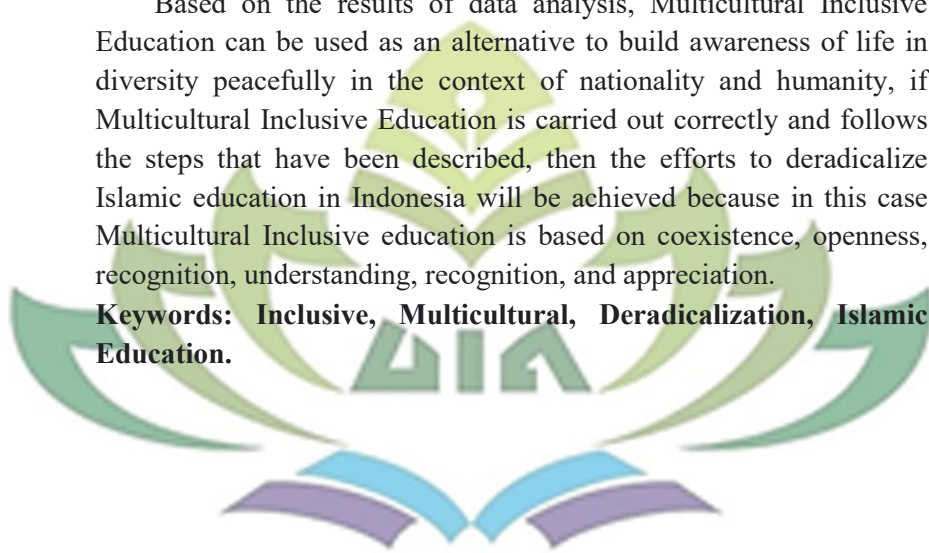 Based on the results of data analysis, Multicultural Inclusive
Education can be used as an alternative to build awareness of life in
diversity peacefully in the context of nationality and humanity, if
Multicultural Inclusive Education is carried out correctly and follows
the steps that have been described, then the efforts to deradicalize
Islamic education in Indonesia will be achieved because in this case
Multicultural Inclusive education is based on coexistence, openness,
recognition, understanding, recognition, and appreciation.
Keywords: Inclusive, Multicultural, Deradicalization, Islamic
Education.
UIN